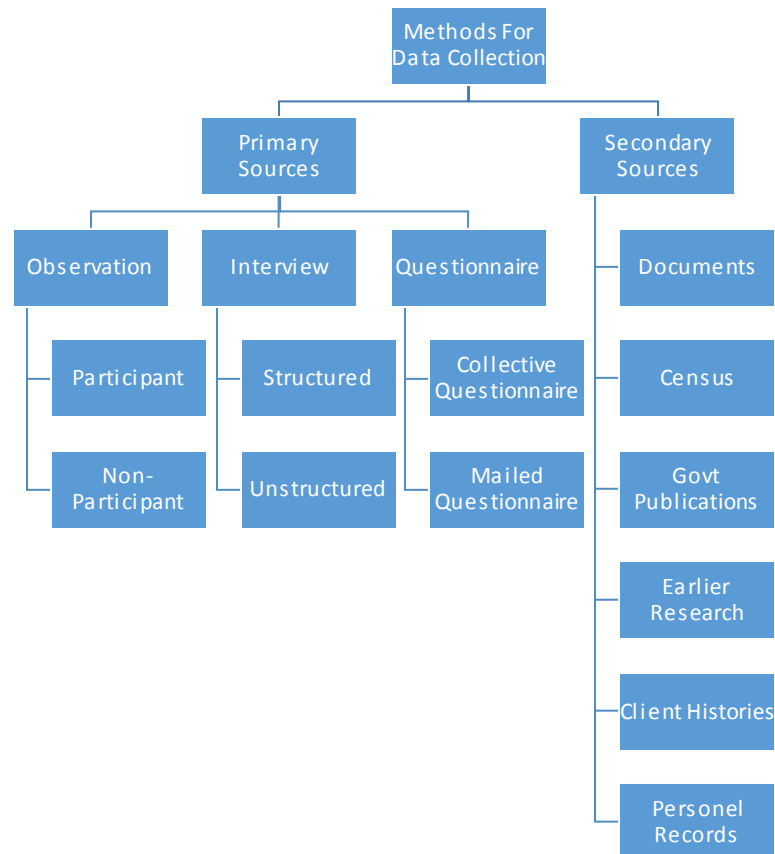 Methods For
Data Collection
Primary
Sources
Secondary
Sources
Observation
Interview
Questionnaire
Documents
Participant
Structured
Collective
Questionnaire
Census
Non-
Participant
Unstructured
Mailed
Questionnaire
Govt
Publications
Earlier
Research
Client Histories
Personel
Records